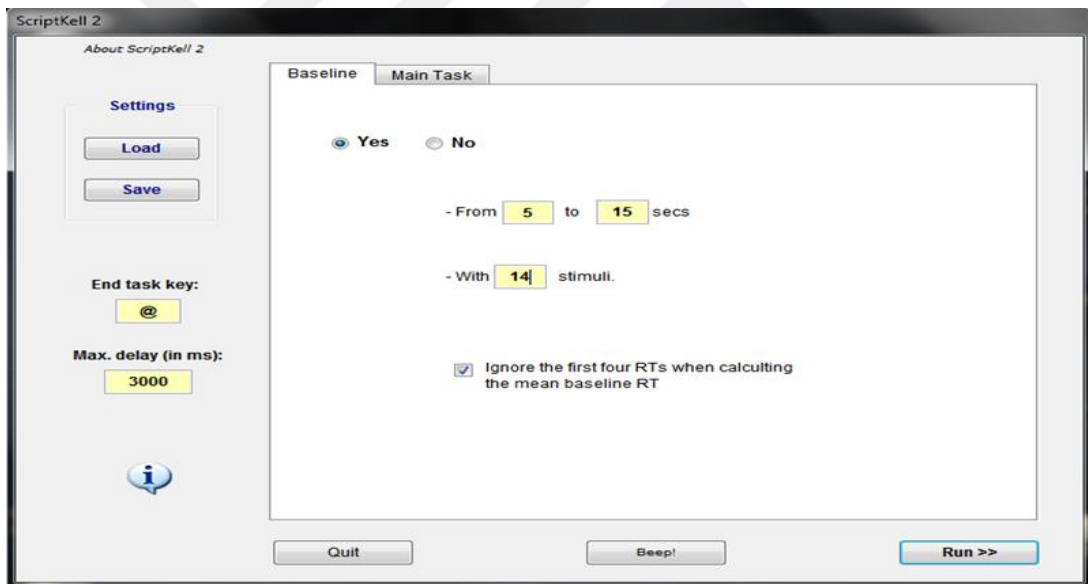 ScriptKell 2
About ScriptKell 2
Settings
Load
Save
End task key:
@
Max. delay (in ms):
3000
Baseline
Main Task
Yes
No
- From 5 to 15 secs
- With 14 stimuli.
Ignore the first four RTs when calculting
the mean baseline RT
Quit
Beep!
Run >>